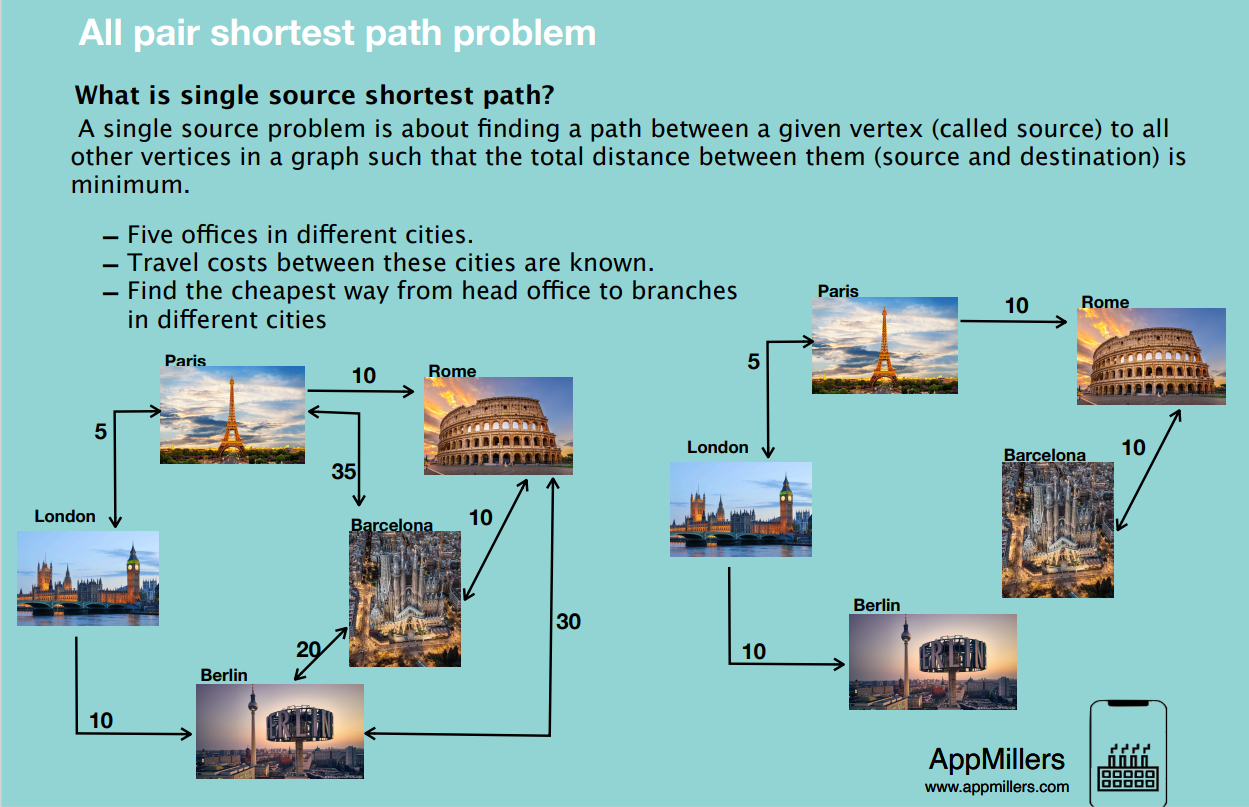 All pair shortest path problem
What is single source shortest path?
A single source problem is about finding a path between a given vertex (called source) to all
other vertices in a graph such that the total distance between them (source and destination) is
minimum.
– Five offices in different cities.
– Travel costs between these cities are known.
– Find the cheapest way from head office to branches
in different cities
Paris
10
Rome
5
35
London
Barcelona
10
20
30
Berlin
10
Paris
10
Rome
5
London
Barcelona
10
Berlin
10
ERLIN
ERLIN
AppMillers
www.appmillers.com